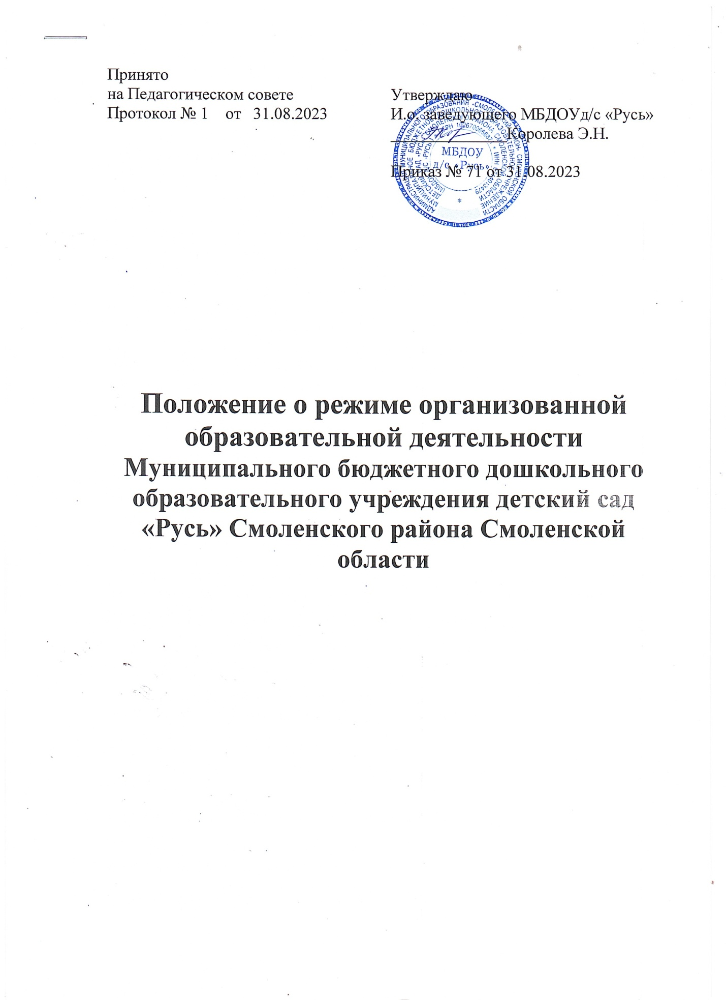 Принято
на Педагогическом совете
Протокол № 1 от 31.08.2023
Утверждаю
И.о. заведующего МБДОУд/с «Русь»
Королева Э.Н.
Приказ № 71 от 31.08.2023
МБДОУ
д/с «Русь»
Положение о режиме организованной
образовательной деятельности
Муниципального бюджетного дошкольного
образовательного учреждения детский сад
«Русь» Смоленского района Смоленской
области